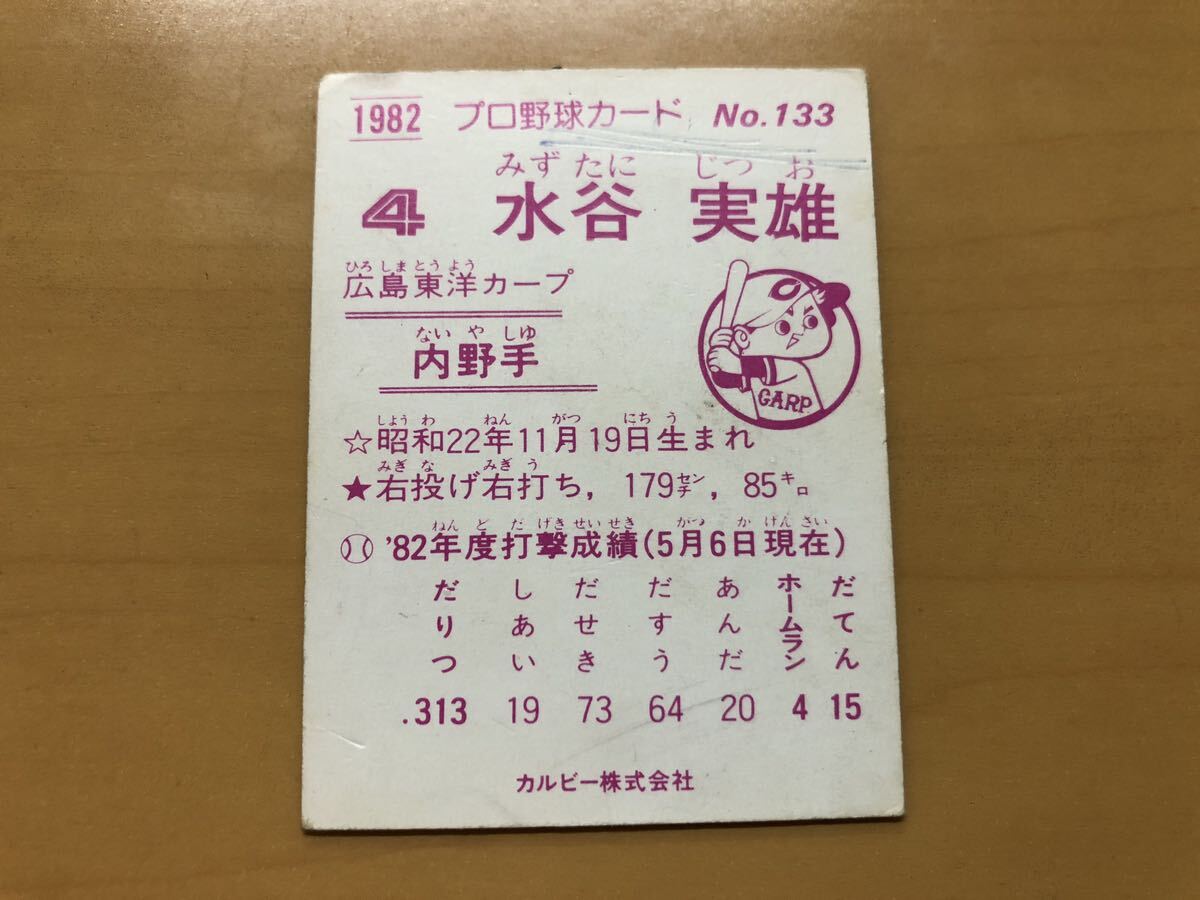 1982 プロ野球カード No.133
みずたに じつお
4 水谷 実雄
ひろしまとうよう
広島東洋カープ
ないやしゆ
内野手
CARP
しようわ ねん がつ にちう
☆昭和22年11月19日生まれ
みぎな みぎう
★右投げ右打ち, 179センチ, 85キロ
ねんどだげきせいせき がつ かげんざい
'82年度打撃成績(5月6日現在)
だりつ しあい だせき だすう あんだ ホームラン だてん
.313 19 73 64 20 4 15
カルビー株式会社